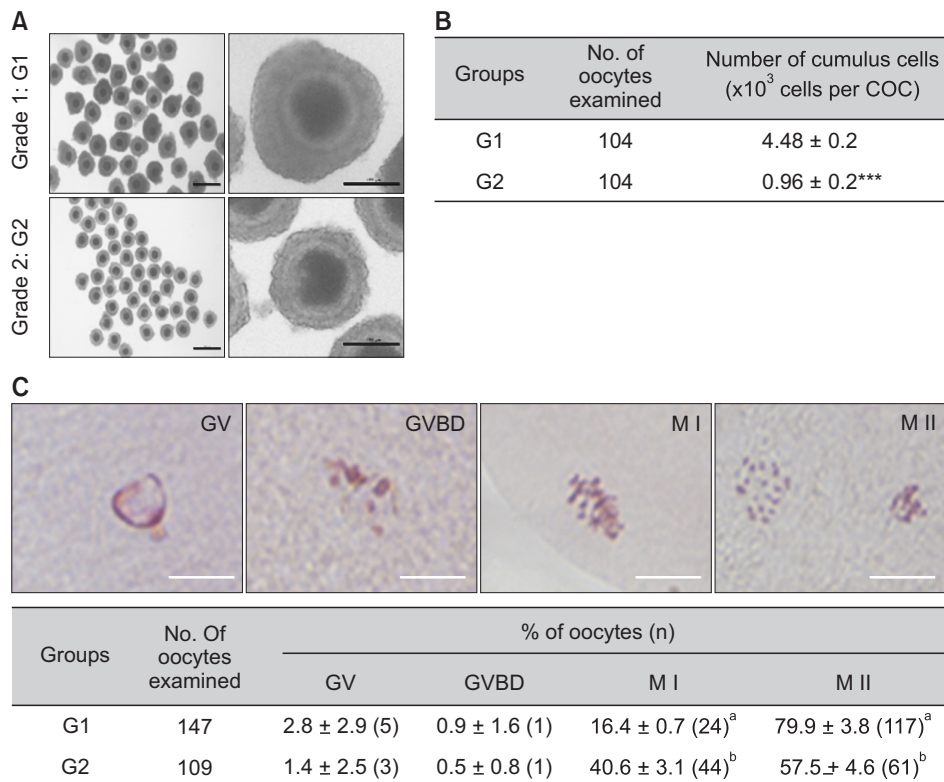 A
Grade 1: G1
Grade 2: G2
B
Groups
No. of
oocytes
examined
Number of cumulus cells
(x10³ cells per COC)
G1 104 4.48 ± 0.2
G2 104 0.96 ± 0.2***
C
GV
GVBD
M I
M II
Groups
No. Of
oocytes
examined
% of oocytes (n)
GV GVBD M I M II
G1 147 2.8 ± 2.9 (5) 0.9 ± 1.6 (1) 16.4 ± 0.7 (24)ᵃ 79.9 ± 3.8 (117)ᵃ
G2 109 1.4 ± 2.5 (3) 0.5 ± 0.8 (1) 40.6 ± 3.1 (44)ᵇ 57.5 ± 4.6 (61)ᵇ